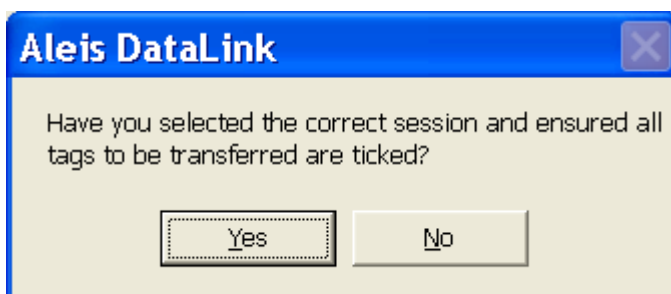 Aleis DataLink
Have you selected the correct session and ensured all
tags to be transferred are ticked?
Yes No